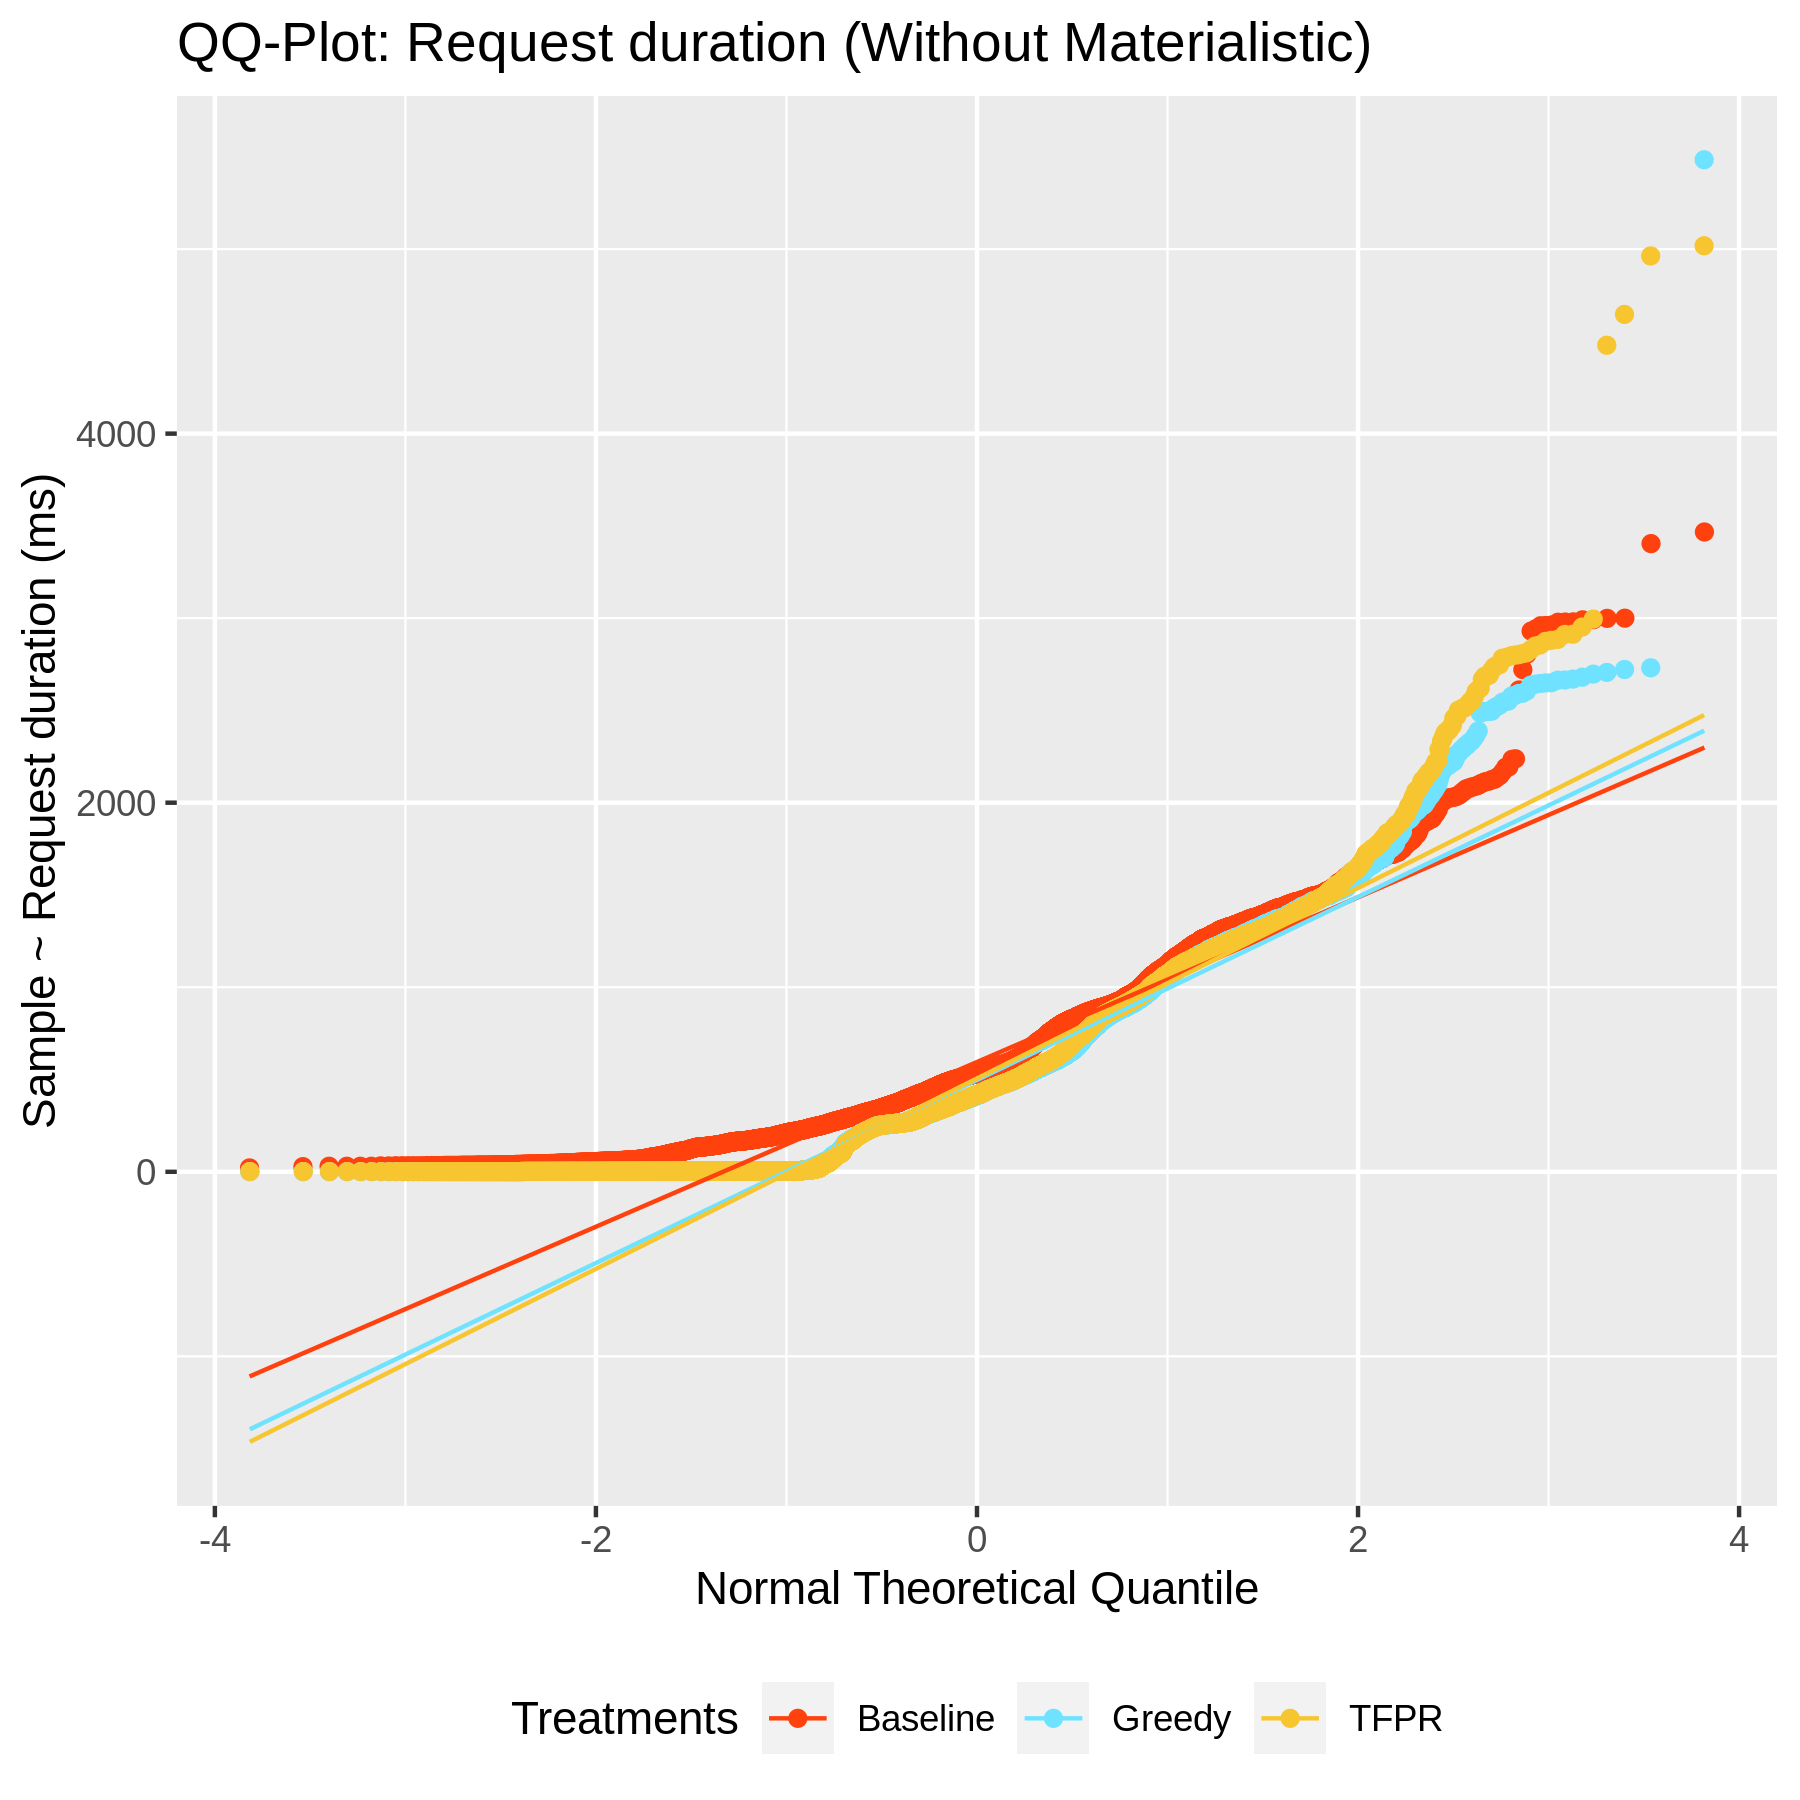 QQ-Plot: Request duration (Without Materialistic)
Sample ~ Request duration (ms)
4000
2000
0
-4 -2 0 2 4
Normal Theoretical Quantile
Treatments Baseline Greedy TFPR